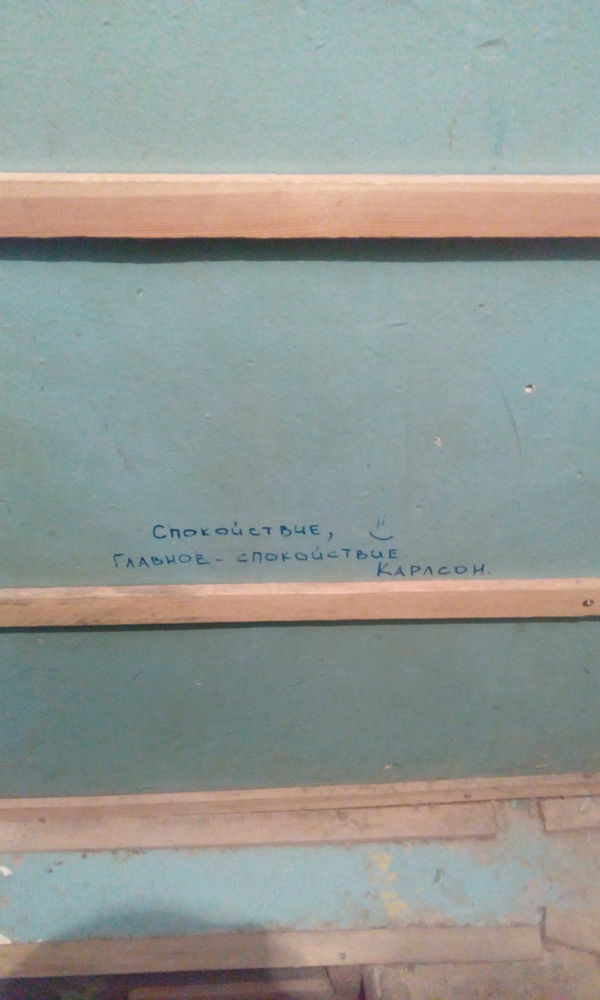 Спокойствие,
Главное - спокойствие.
Карлсон.